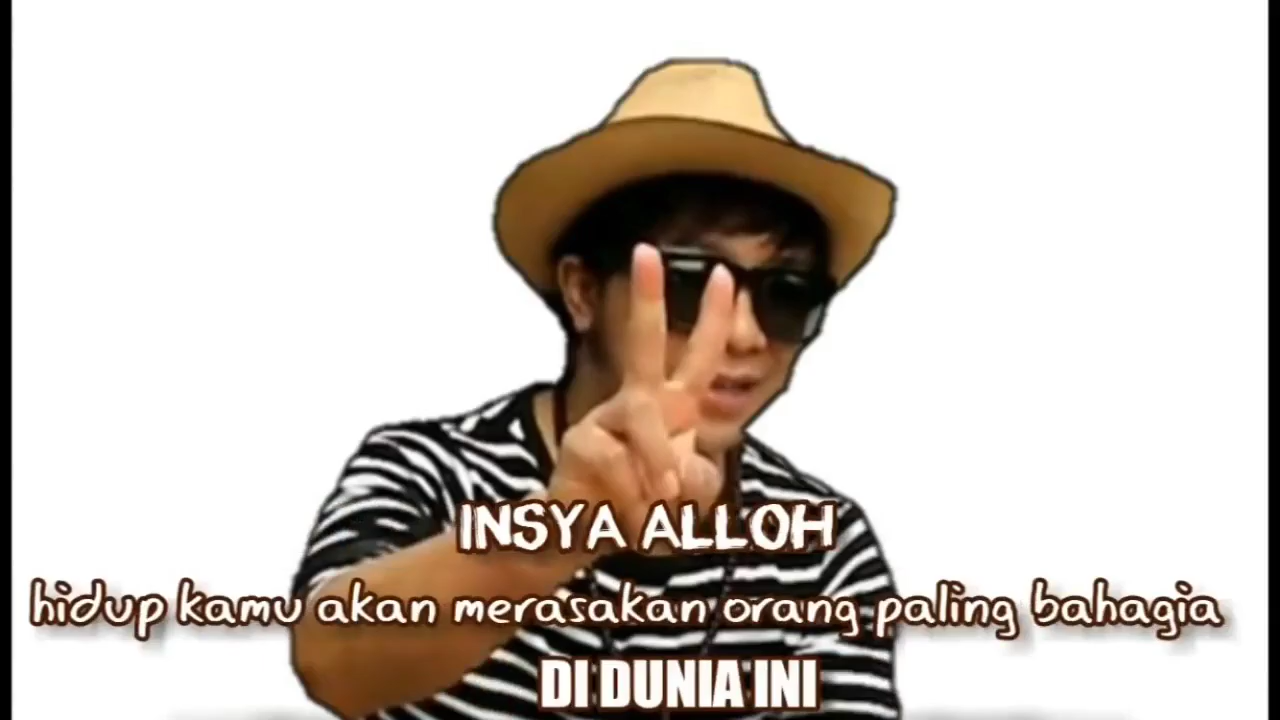 INSYA ALLOH
hidup kamu akan merasakan orang paling bahagia
DI DUNIA INI